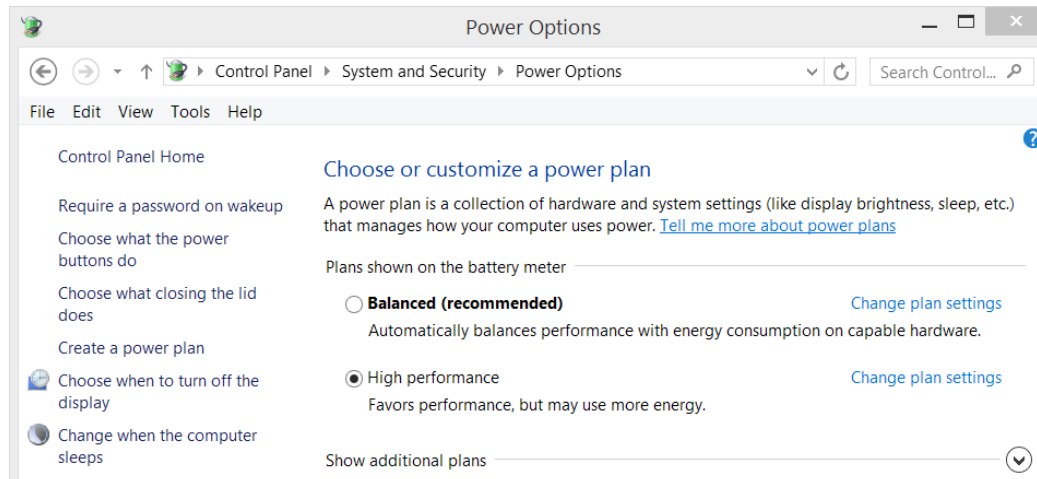 Power Options
Control Panel System and Security Power Options
Search Control...
File Edit View Tools Help
Control Panel Home
Require a password on wakeup
Choose what the power
buttons do
Choose what closing the lid
does
Create a power plan
Choose when to turn off the
display
Change when the computer
sleeps
Choose or customize a power plan
A power plan is a collection of hardware and system settings (like display brightness, sleep, etc.)
that manages how your computer uses power. Tell me more about power plans
Plans shown on the battery meter
Balanced (recommended) Change plan settings
Automatically balances performance with energy consumption on capable hardware.
High performance Change plan settings
Favors performance, but may use more energy.
Show additional plans